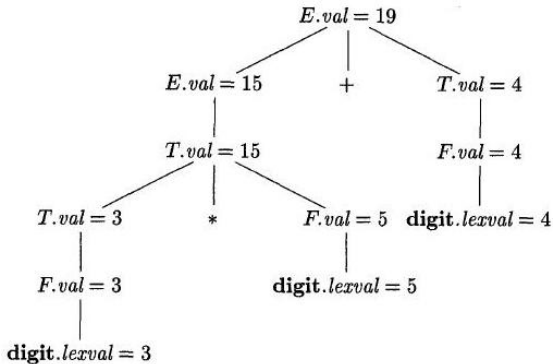 E.val = 19
E.val = 15 + T.val = 4
T.val = 15 F.val = 4
T.val = 3 * F.val = 5 digit.lexval = 4
F.val = 3 digit.lexval = 5
digit.lexval = 3